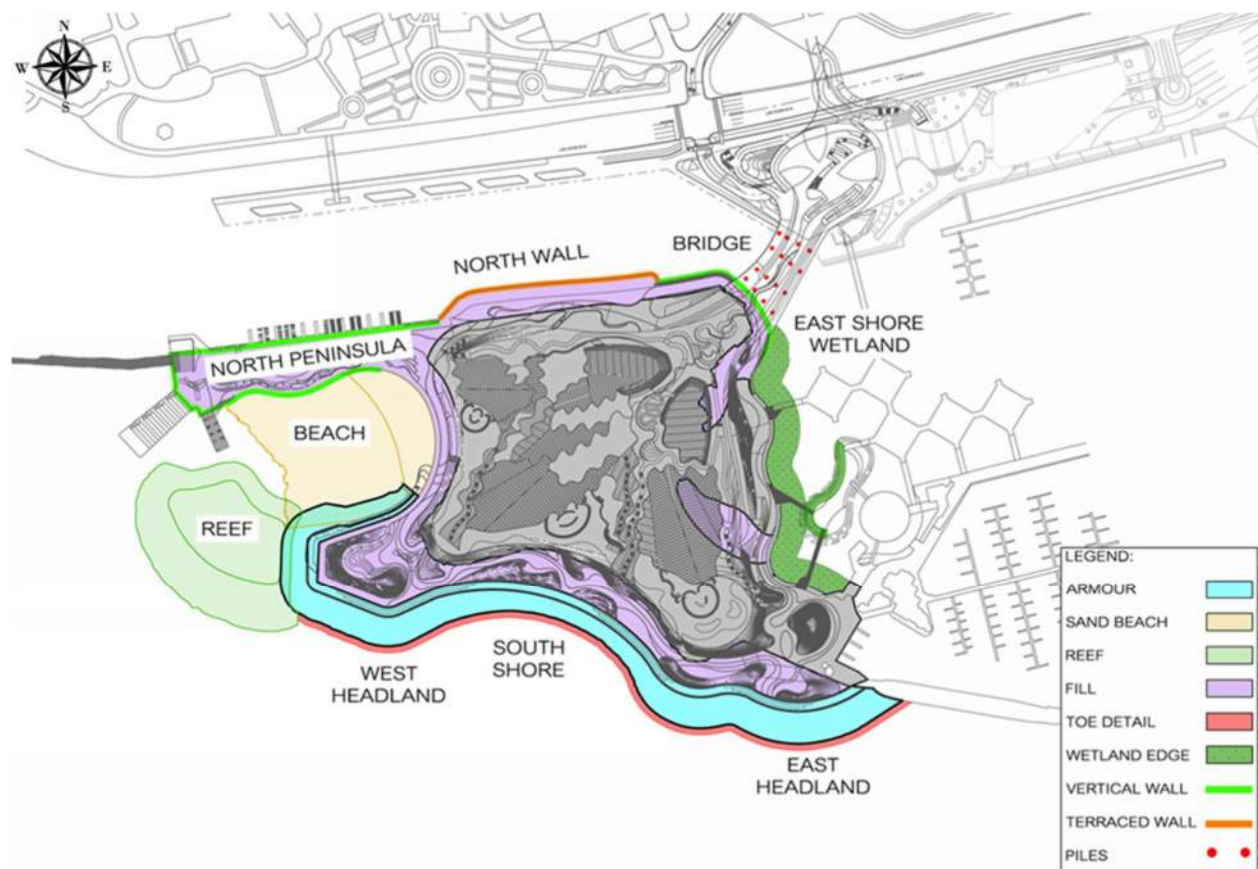 N
W E
S
BRIDGE
NORTH WALL
EAST SHORE
WETLAND
NORTH PENINSULA
BEACH
REEF
WEST
HEADLAND
SOUTH
SHORE
EAST
HEADLAND
LEGEND:
ARMOUR
SAND BEACH
REEF
FILL
TOE DETAIL
WETLAND EDGE
VERTICAL WALL
TERRACED WALL
PILES